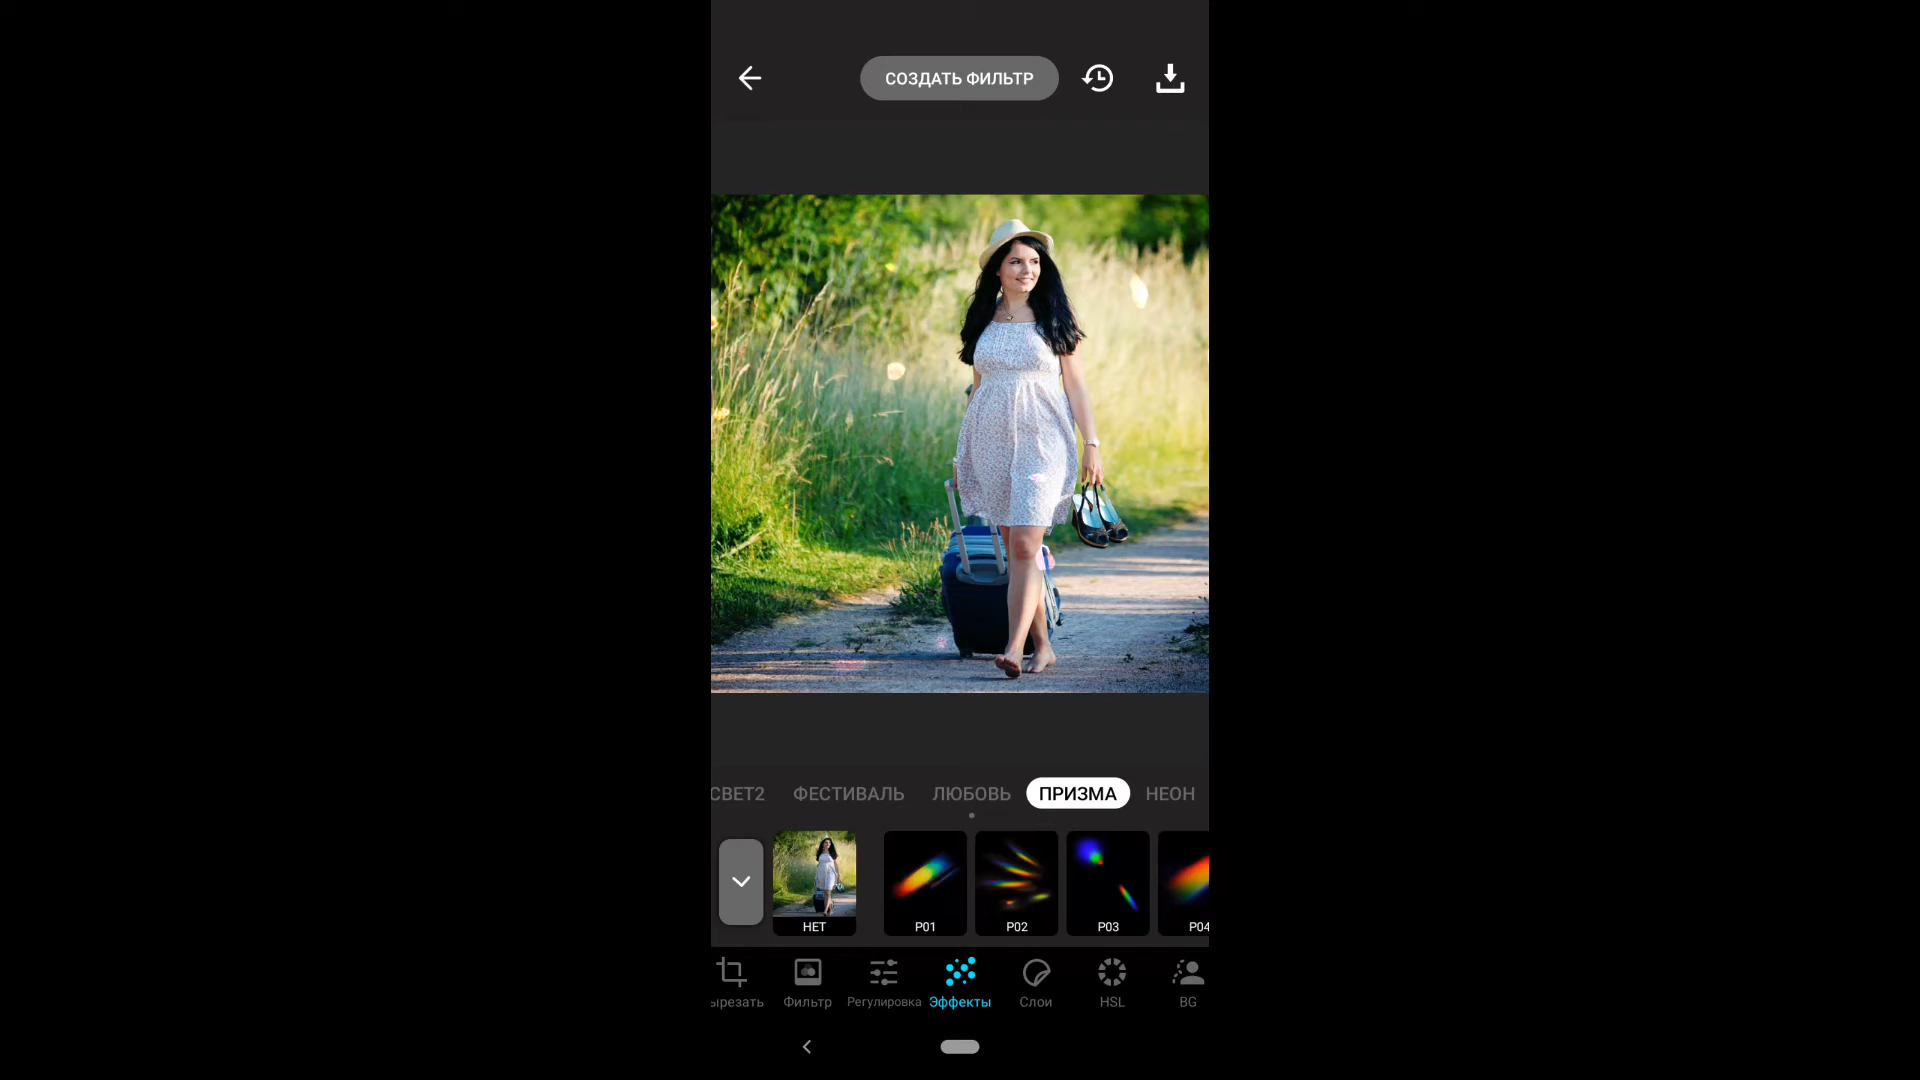 СОЗДАТЬ ФИЛЬТР
СВЕТ2 ФЕСТИВАЛЬ ЛЮБОВЬ ПРИЗМА НЕОН
НЕТ P01 P02 P03 P04
ырезать Фильтр Регулировка Эффекты Слои HSL BG